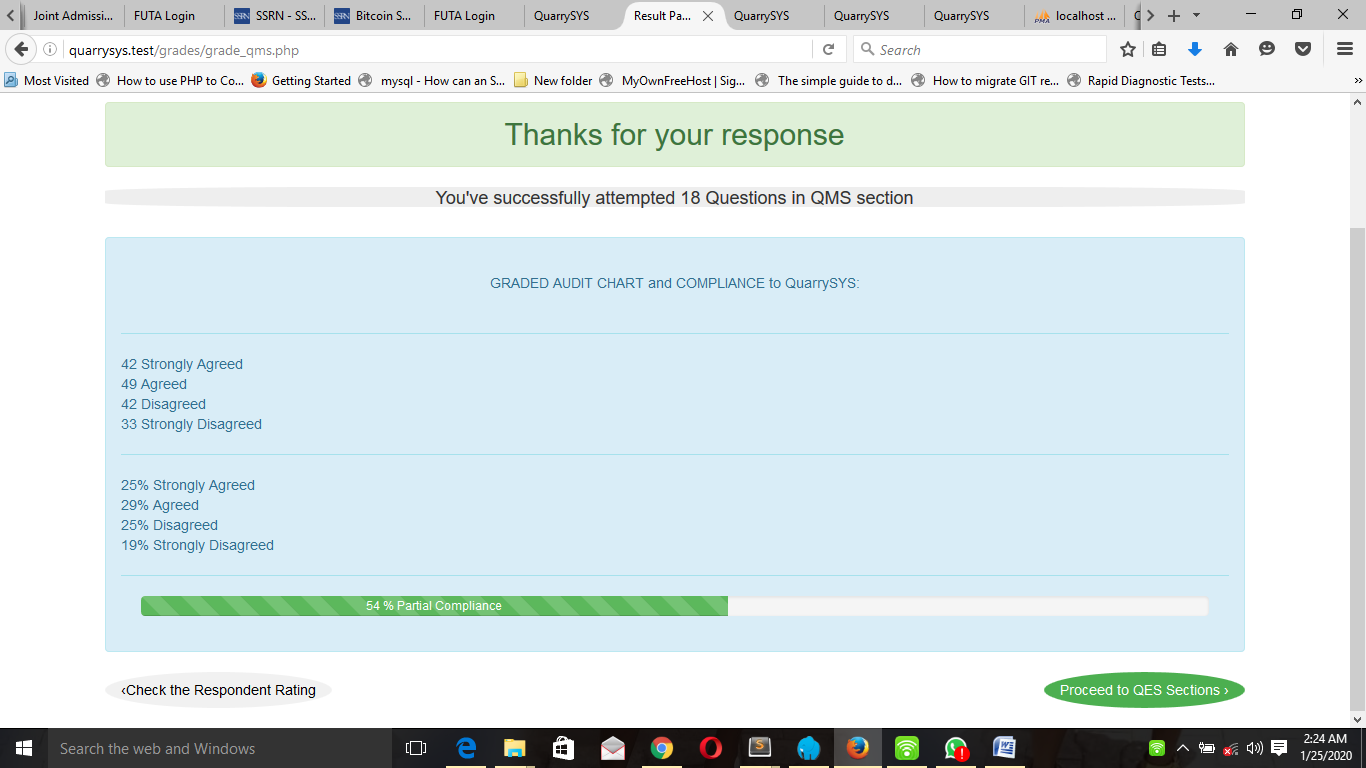 Joint Admissi... FUTA Login SSRN - SS... Bitcoin S... FUTA Login QuarrySYS Result Pa... QuarrySYS QuarrySYS QuarrySYS localhost ...
quarrysys.test/grades/grade_qms.php Search
Most Visited How to use PHP to Co... Getting Started mysql - How can an S... New folder MyOwnFreeHost | Sig... The simple guide to d... How to migrate GIT re... Rapid Diagnostic Tests...
Thanks for your response
You've successfully attempted 18 Questions in QMS section
GRADED AUDIT CHART and COMPLIANCE to QuarrySYS:
42 Strongly Agreed
49 Agreed
42 Disagreed
33 Strongly Disagreed
25% Strongly Agreed
29% Agreed
25% Disagreed
19% Strongly Disagreed
54 % Partial Compliance
‹Check the Respondent Rating Proceed to QES Sections ›
Search the web and Windows 2:24 AM
1/25/2020